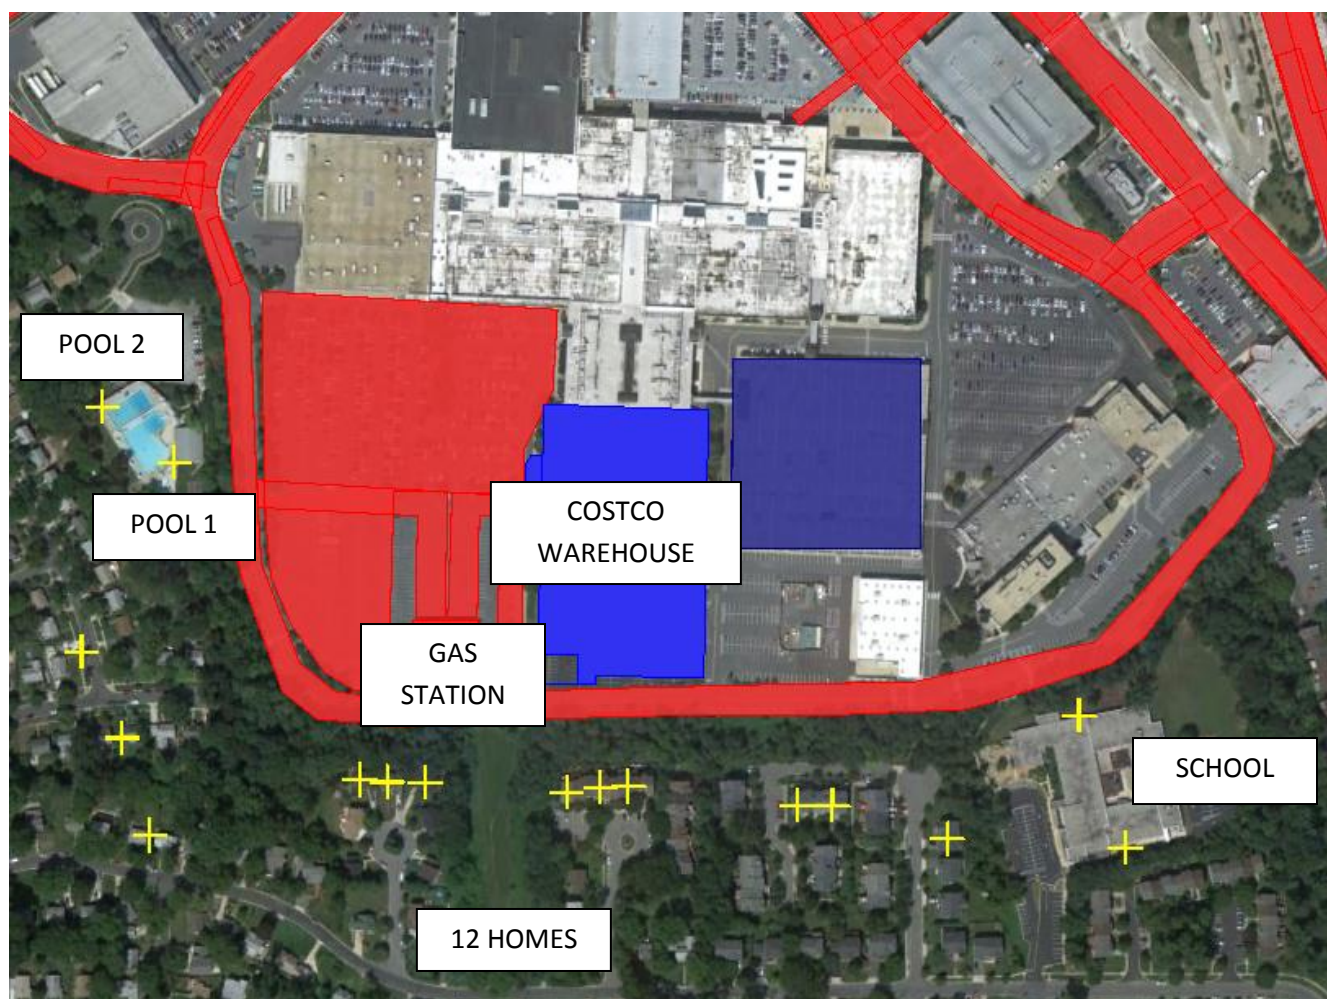 POOL 2
POOL 1
COSTCO
WAREHOUSE
GAS
STATION
SCHOOL
12 HOMES